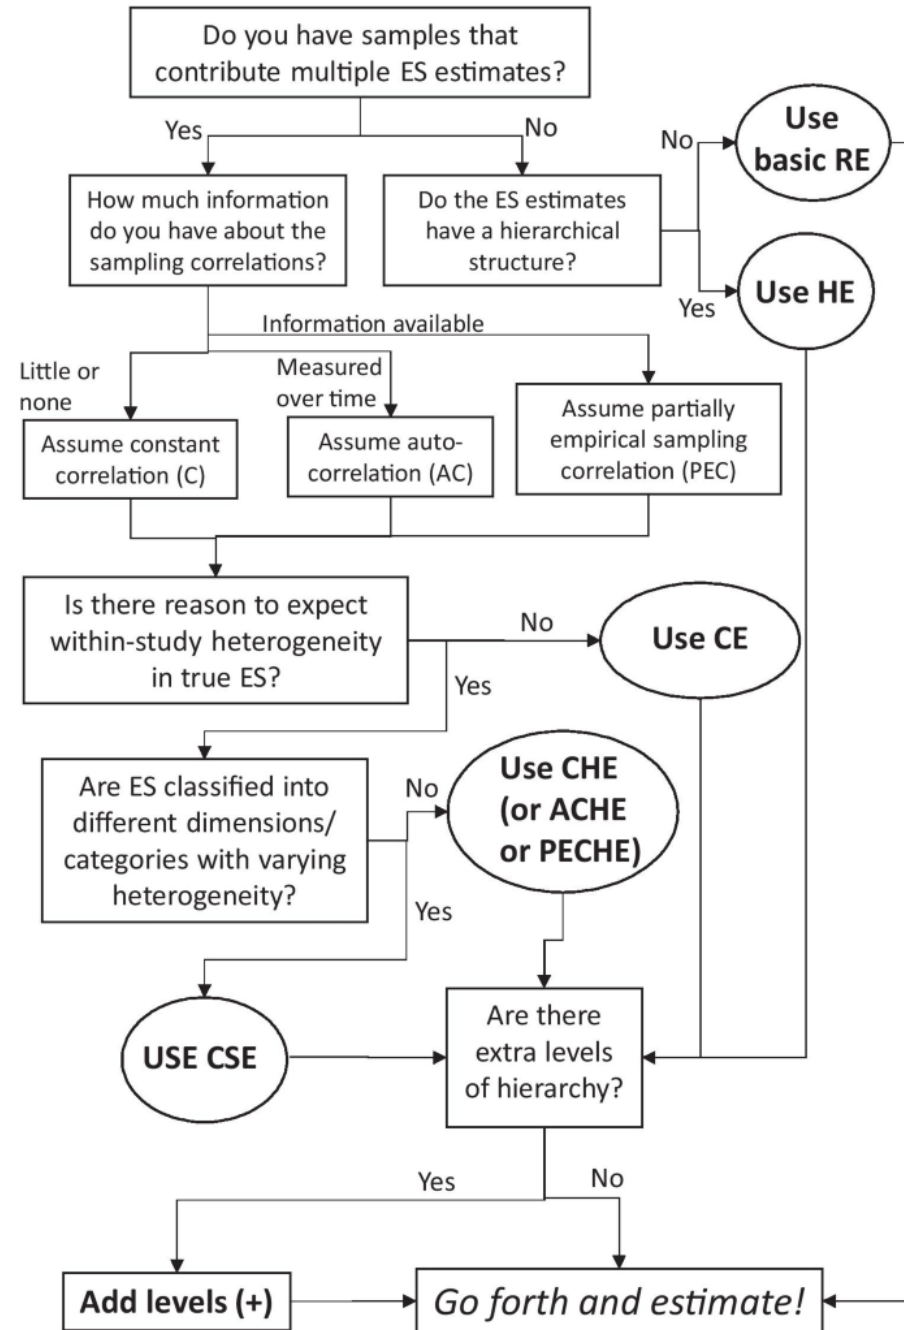 Do you have samples that
contribute multiple ES estimates?
Yes
No
How much information
do you have about the
sampling correlations?
Do the ES estimates
have a hierarchical
structure?
No
Use
basic RE
Yes
Use HE
Information available
Little or
none
Measured
over time
Assume constant
correlation (C)
Assume auto-
correlation (AC)
Assume partially
empirical sampling
correlation (PEC)
Is there reason to expect
within-study heterogeneity
in true ES?
No
Use CE
Yes
Are ES classified into
different dimensions/
categories with varying
heterogeneity?
No
Use CHE
(or ACHE
or PECHE)
Yes
USE CSE
Are there
extra levels
of hierarchy?
Yes
No
Add levels (+)
Go forth and estimate!